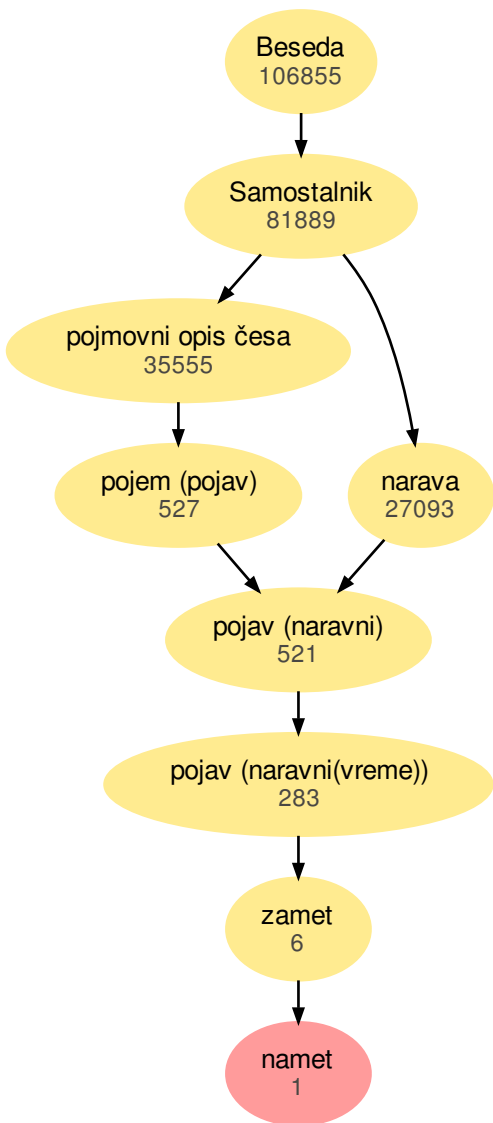 Beseda
106855
Samostalnik
81889
pojmovni opis česa
35555
pojem (pojav)
527
narava
27093
pojav (naravni)
521
pojav (naravni(vreme))
283
zamet
6
namet
1